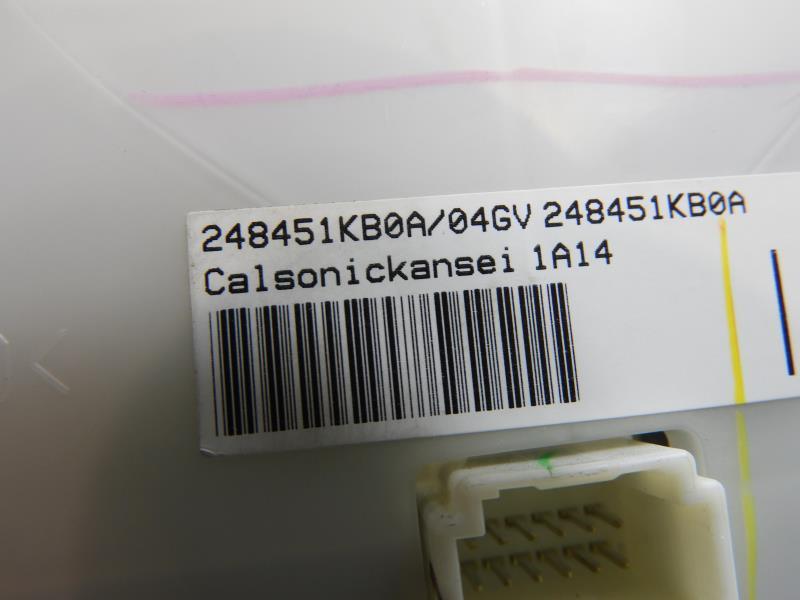 248451KB0A/04GV 248451KB0A
Calsonickansei 1A14